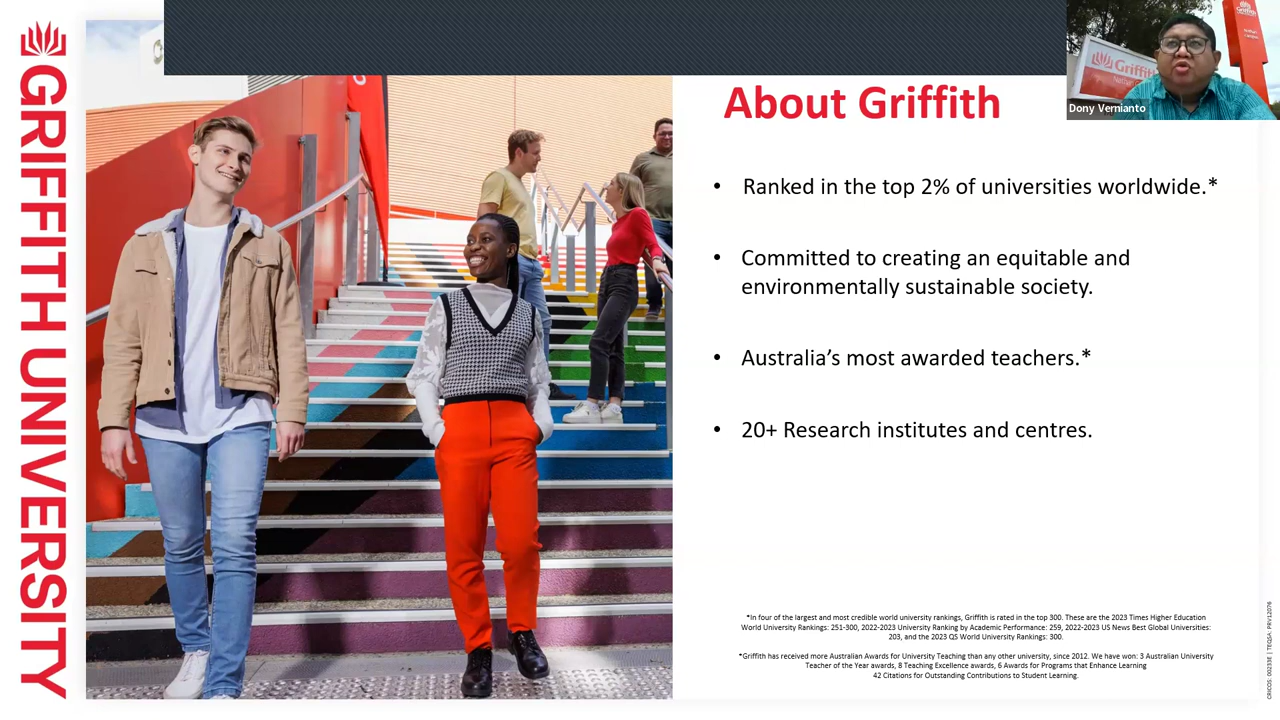 GRIFFITH UNIVERSITY
About Griffith
Griffith
Dony Vernianto
• Ranked in the top 2% of universities worldwide.*
• Committed to creating an equitable and
environmentally sustainable society.
• Australia’s most awarded teachers.*
• 20+ Research institutes and centres.
*In four of the largest and most credible world university rankings, Griffith is rated in the top 300. These are the 2023 Times Higher Education
World University Rankings: 251-300, 2022-2023 University Ranking by Academic Performance: 259, 2022-2023 US News Best Global Universities:
203, and the 2023 QS World University Rankings: 300.
*Griffith has received more Australian Awards for University Teaching than any other university, since 2012. We have won: 3 Australian University
Teacher of the Year awards, 8 Teaching Excellence awards, 6 Awards for Programs that Enhance Learning
42 Citations for Outstanding Contributions to Student Learning.
CRICOS: 00233E | TEQSA: PRV12076